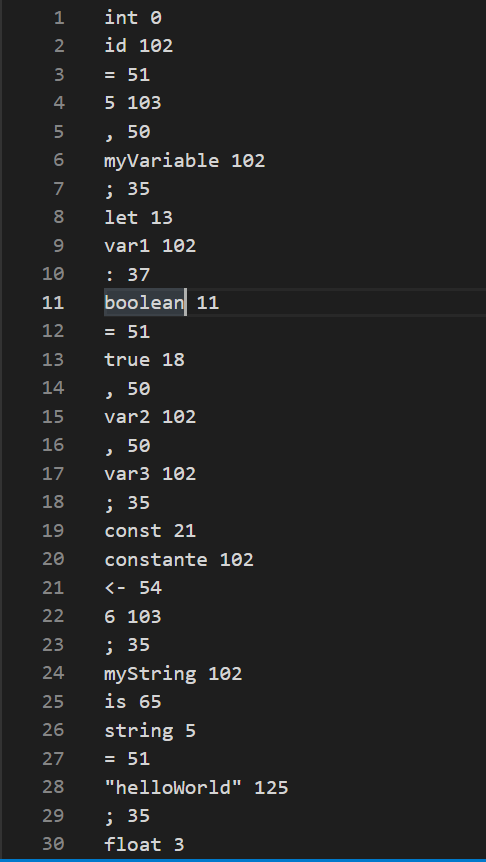 1 int 0
2 id 102
3 = 51
4 5 103
5 , 50
6 myVariable 102
7 ; 35
8 let 13
9 var1 102
10 : 37
11 boolean 11
12 = 51
13 true 18
14 , 50
15 var2 102
16 , 50
17 var3 102
18 ; 35
19 const 21
20 constante 102
21 <- 54
22 6 103
23 ; 35
24 myString 102
25 is 65
26 string 5
27 = 51
28 "helloWorld" 125
29 ; 35
30 float 3